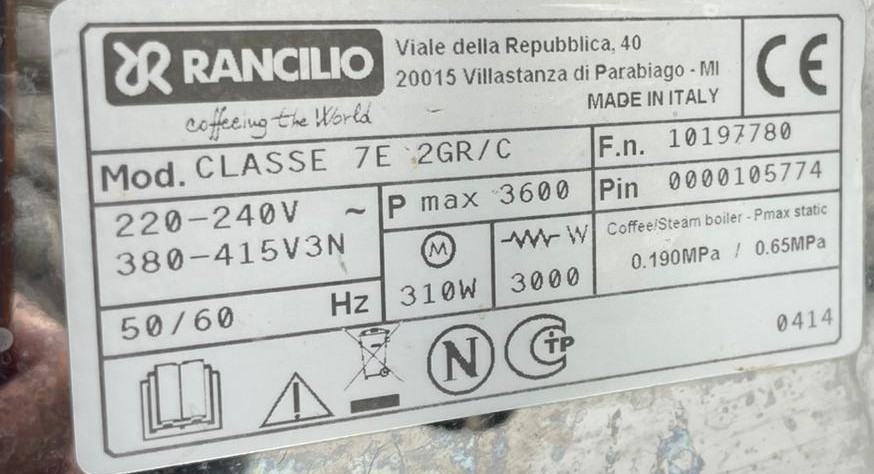 RANCILIO
coffeeing the World
Viale della Repubblica, 40
20015 Villastanza di Parabiago - MI
MADE IN ITALY
CE
Mod. CLASSE 7E 2GR/C
F.n. 10197780
Pin 0000105774
220-240V ~
380-415V3N
P max 3600
M
310W
W
3000
Coffee/Steam boiler - Pmax static
0.190MPa / 0.65MPa
50/60 Hz
0414
N
CTP